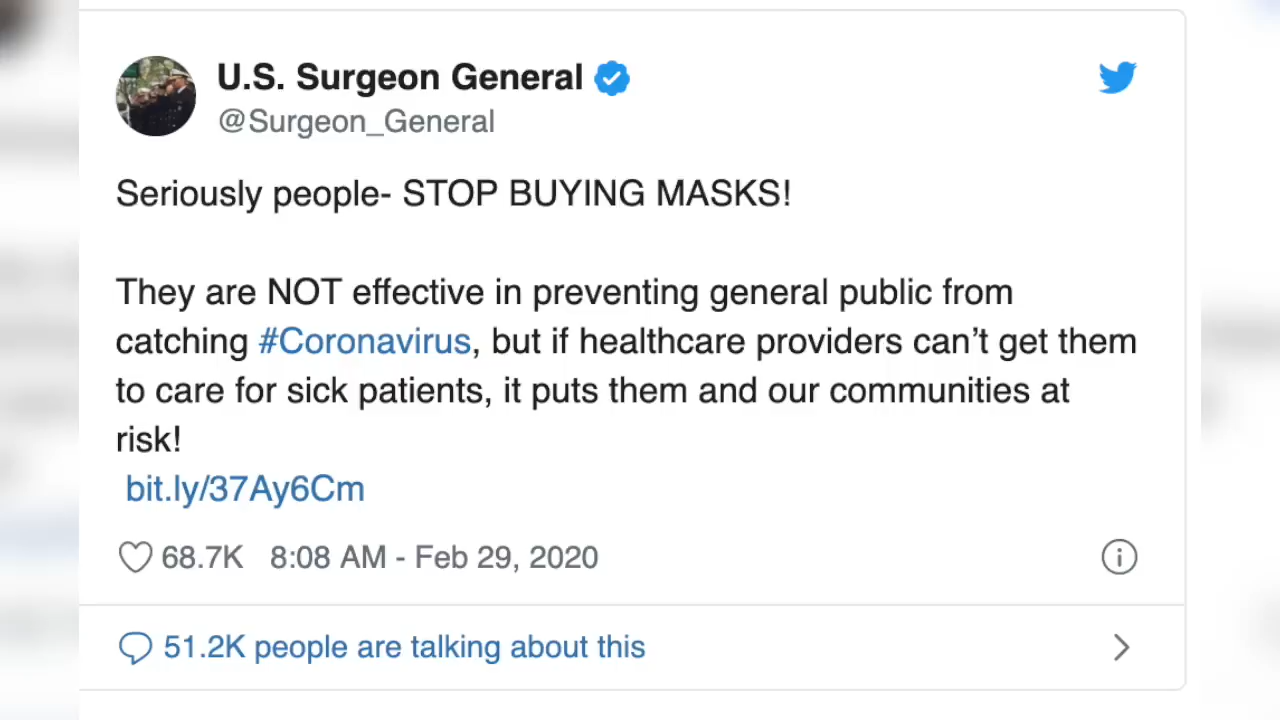 U.S. Surgeon General
@Surgeon_General
Seriously people- STOP BUYING MASKS!
They are NOT effective in preventing general public from
catching #Coronavirus, but if healthcare providers can’t get them
to care for sick patients, it puts them and our communities at
risk!
bit.ly/37Ay6Cm
68.7K 8:08 AM - Feb 29, 2020
51.2K people are talking about this